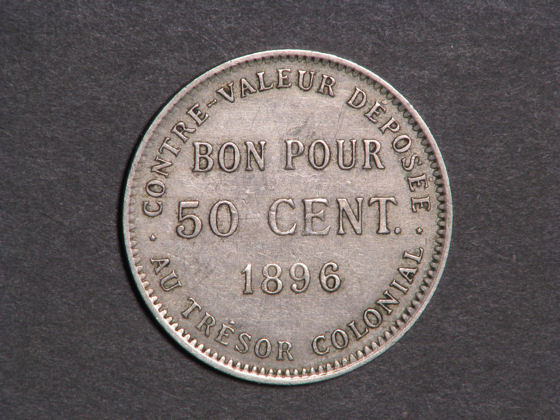 CONTRE-VALEUR DÉPOSÉE
BON POUR
50 CENT.
1896
AU TRÉSOR COLONIAL